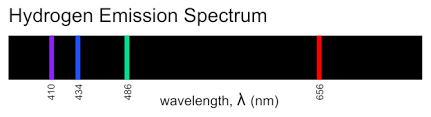 Hydrogen Emission Spectrum
410
434
486
656
wavelength, λ (nm)